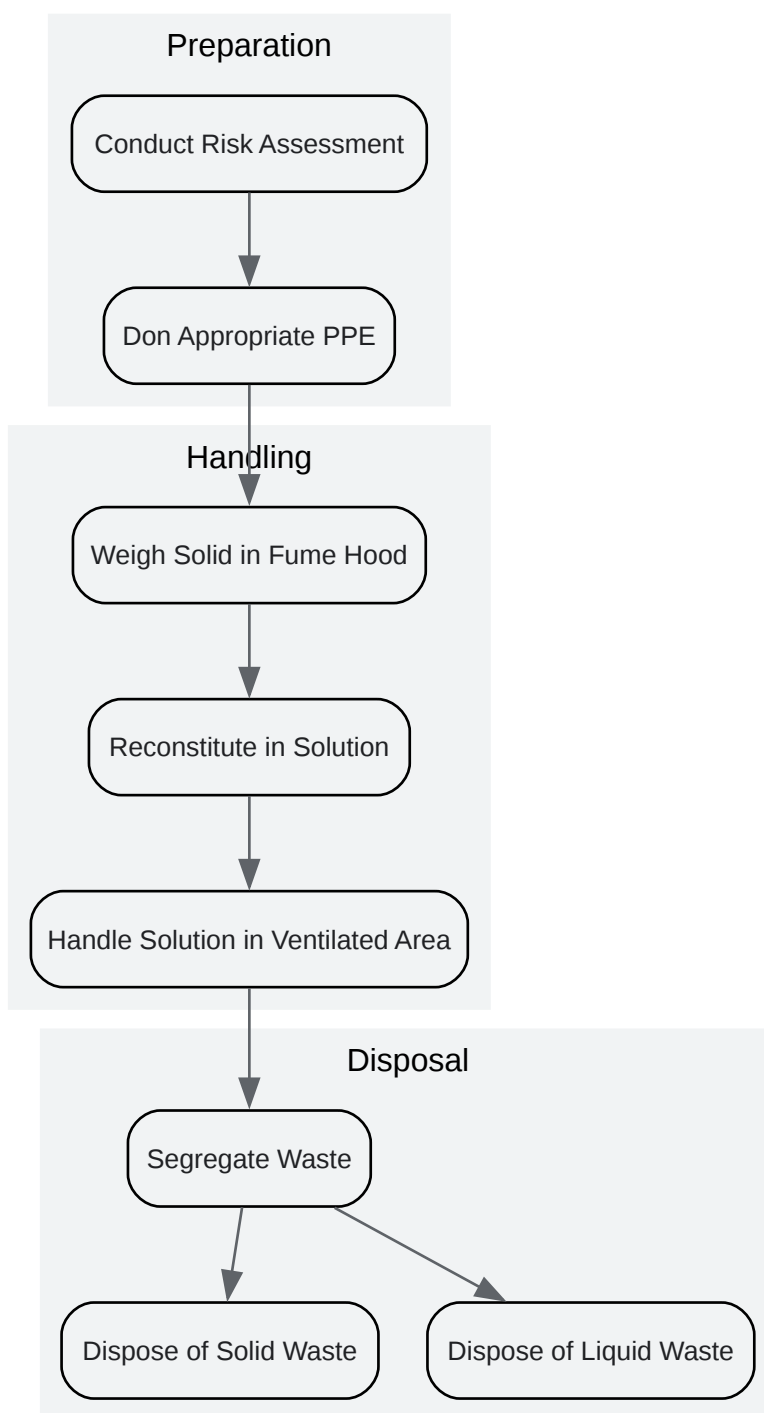 Preparation
Conduct Risk Assessment
Don Appropriate PPE
Handling
Weigh Solid in Fume Hood
Reconstitute in Solution
Handle Solution in Ventilated Area
Disposal
Segregate Waste
Dispose of Solid Waste
Dispose of Liquid Waste